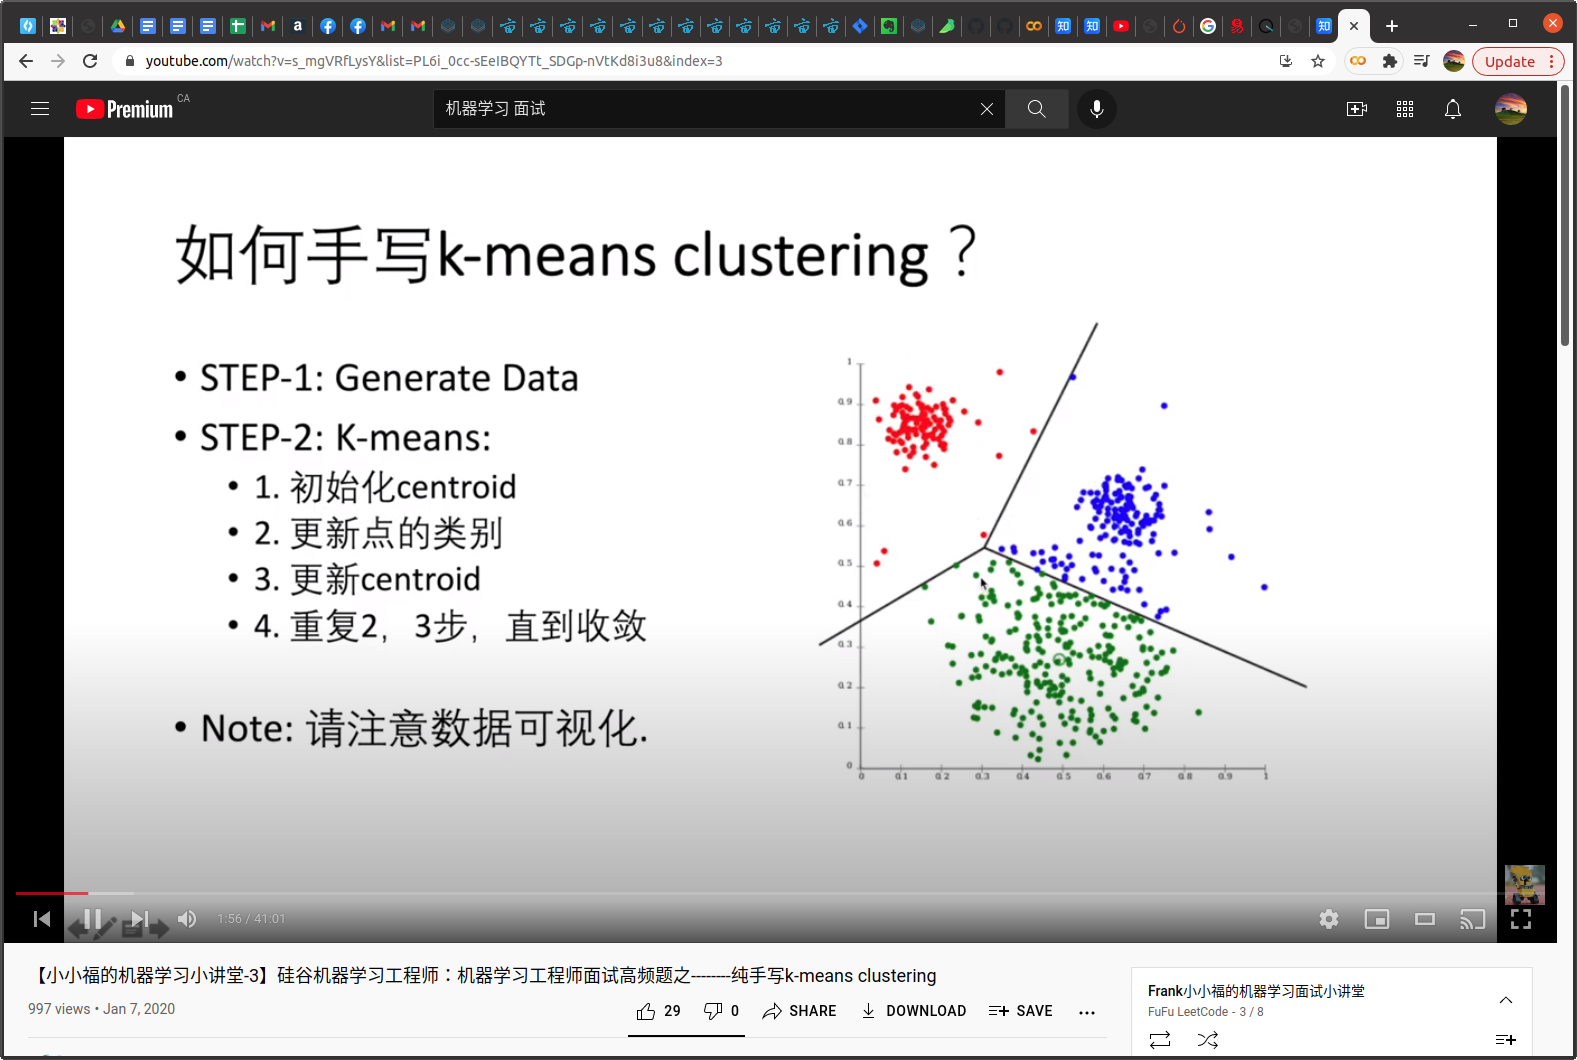 youtube.com/watch?v=s_mgVRfLysY&list=PL6i_0cc-sEeIBQYTt_SDGp-nVtKd8i3u8&index=3
Update
Premium CA
机器学习 面试
如何手写k-means clustering？
• STEP-1: Generate Data
• STEP-2: K-means:
• 1. 初始化centroid
• 2. 更新点的类别
• 3. 更新centroid
• 4. 重复2，3步，直到收敛
• Note: 请注意数据可视化.
1
0.9
0.8
0.7
0.6
0.5
0.4
0.3
0.2
0.1
0
0 0.1 0.2 0.3 0.4 0.5 0.6 0.7 0.8 0.9 1
1:56 / 41:01
【小小福的机器学习小讲堂-3】硅谷机器学习工程师：机器学习工程师面试高频题之--------纯手写k-means clustering
997 views • Jan 7, 2020
29 0 SHARE DOWNLOAD SAVE
Frank小小福的机器学习面试小讲堂
FuFu LeetCode - 3 / 8